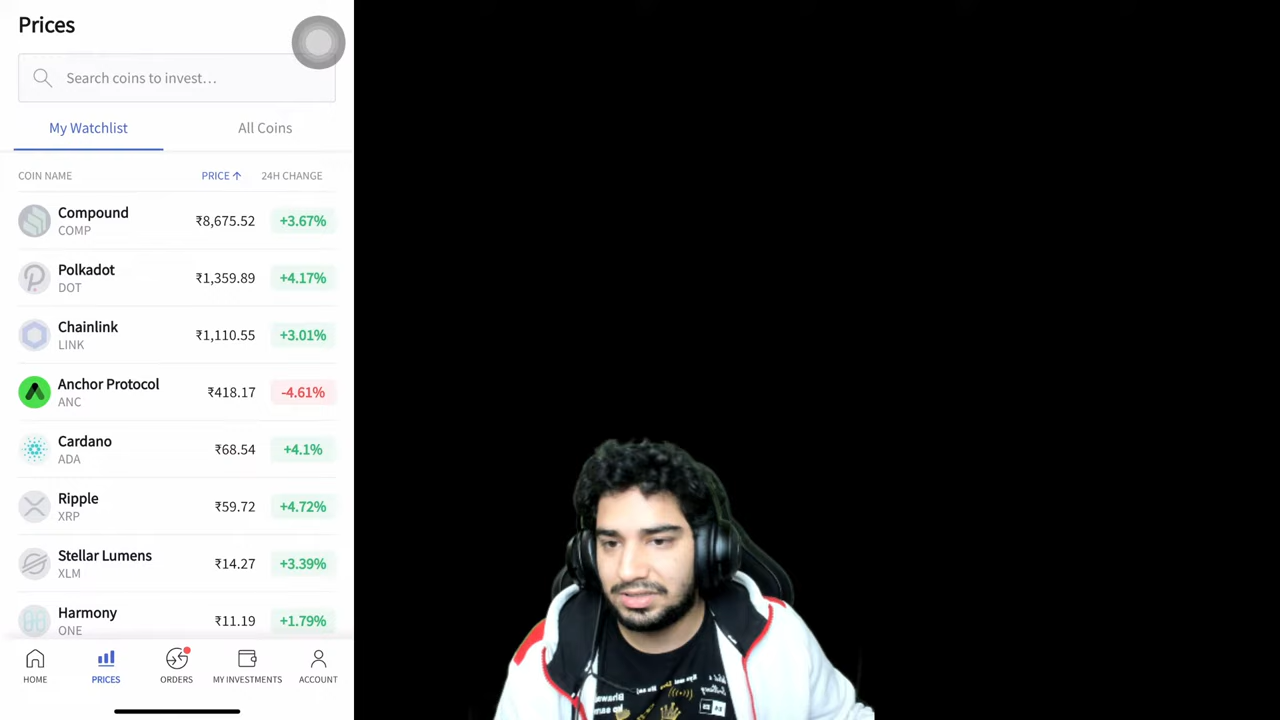 Prices
Search coins to invest...
My Watchlist All Coins
COIN NAME PRICE ↑ 24H CHANGE
Compound
COMP
₹8,675.52 +3.67%
Polkadot
DOT
₹1,359.89 +4.17%
Chainlink
LINK
₹1,110.55 +3.01%
Anchor Protocol
ANC
₹418.17 -4.61%
Cardano
ADA
₹68.54 +4.1%
Ripple
XRP
₹59.72 +4.72%
Stellar Lumens
XLM
₹14.27 +3.39%
Harmony
ONE
₹11.19 +1.79%
HOME PRICES ORDERS MY INVESTMENTS ACCOUNT